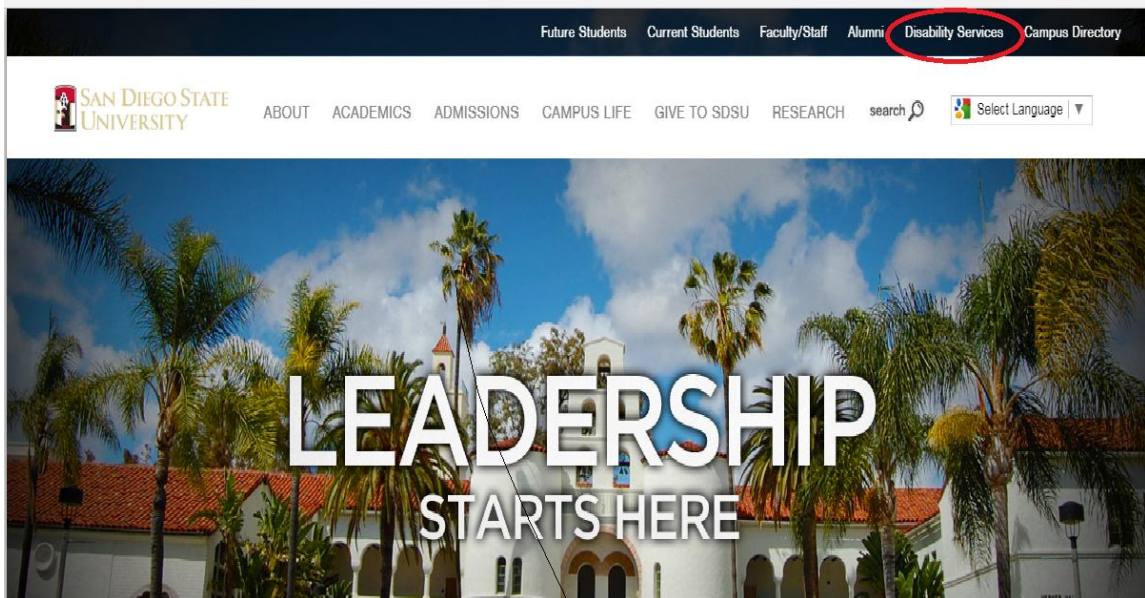 Future Students Current Students Faculty/Staff Alumni Disability Services Campus Directory
SAN DIEGO STATE
UNIVERSITY
ABOUT ACADEMICS ADMISSIONS CAMPUS LIFE GIVE TO SDSU RESEARCH search Select Language ▼
LEADERSHIP
STARTS HERE